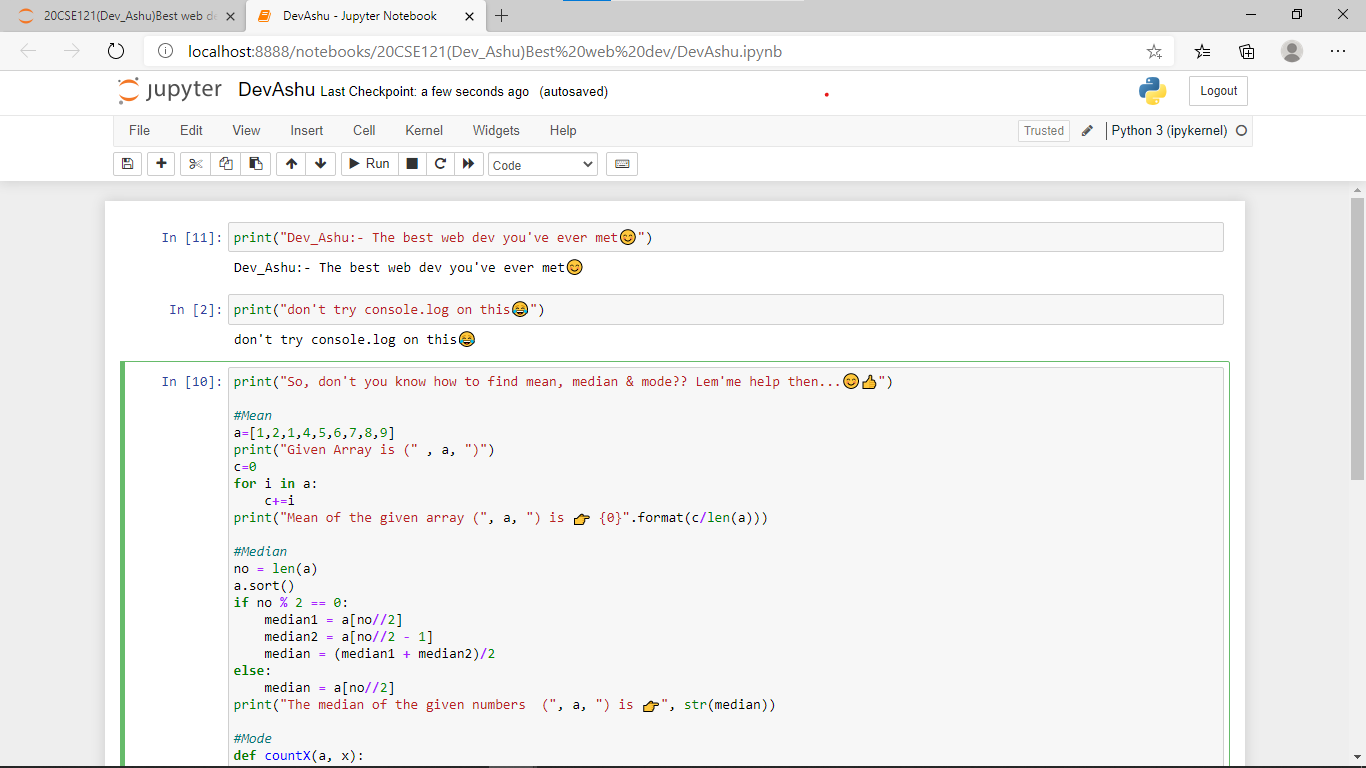 20CSE121(Dev_Ashu)Best web de
DevAshu - Jupyter Notebook
localhost:8888/notebooks/20CSE121(Dev_Ashu)Best%20web%20dev/DevAshu.ipynb
jupyter DevAshu Last Checkpoint: a few seconds ago (autosaved)
Logout
File Edit View Insert Cell Kernel Widgets Help
Trusted
Python 3 (ipykernel)
Run
Code
In [11]: print("Dev_Ashu:- The best web dev you've ever met😊")
Dev_Ashu:- The best web dev you've ever met😊
In [2]: print("don't try console.log on this😂")
don't try console.log on this😂
In [10]: print("So, don't you know how to find mean, median & mode?? Lem'me help then...😊👍")
#Mean
a=[1,2,1,4,5,6,7,8,9]
print("Given Array is (" , a, ")")
c=0
for i in a:
    c+=i
print("Mean of the given array (", a, ") is 👉 {0}".format(c/len(a)))
#Median
no = len(a)
a.sort()
if no % 2 == 0:
    median1 = a[no//2]
    median2 = a[no//2 - 1]
    median = (median1 + median2)/2
else:
    median = a[no//2]
print("The median of the given numbers  (", a, ") is 👉", str(median))
#Mode
def countX(a, x):